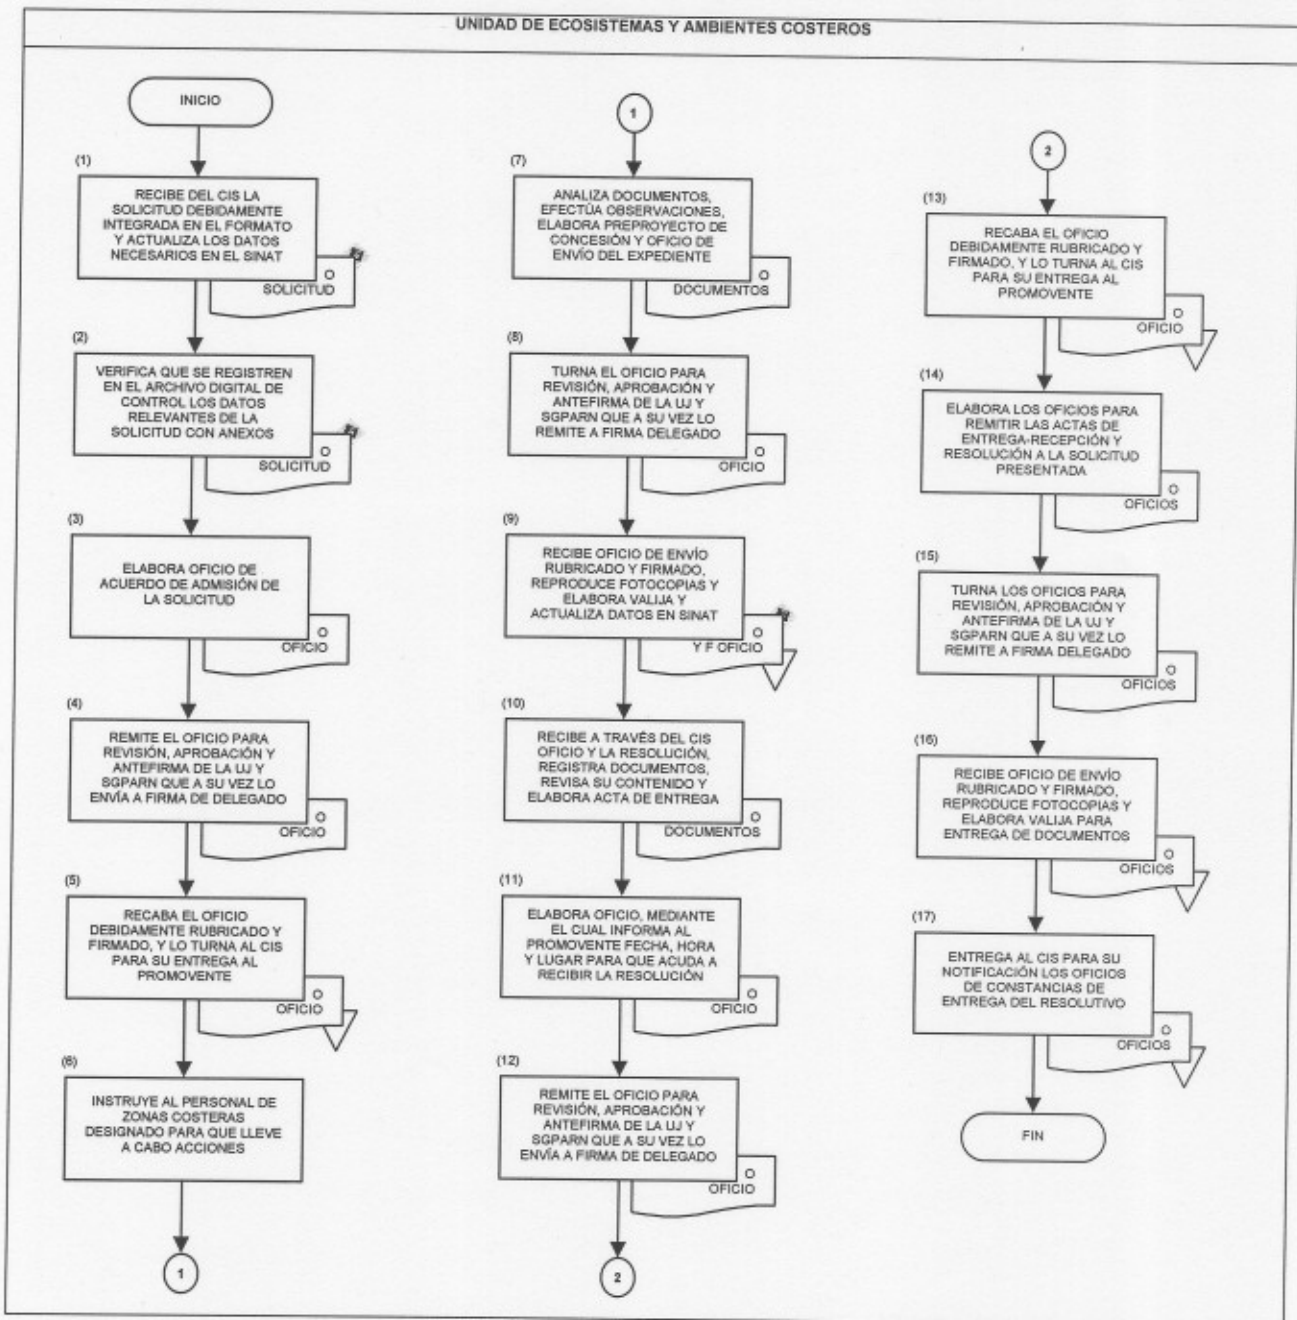 UNIDAD DE ECOSISTEMAS Y AMBIENTES COSTEROS
INICIO
(1)
RECIBE DEL CIS LA
SOLICITUD DEBIDAMENTE
INTEGRADA EN EL FORMATO
Y ACTUALIZA LOS DATOS
NECESARIOS EN EL SINAT
O
SOLICITUD
(2)
VERIFICA QUE SE REGISTREN
EN EL ARCHIVO DIGITAL DE
CONTROL LOS DATOS
RELEVANTES DE LA
SOLICITUD CON ANEXOS
O
SOLICITUD
(3)
ELABORA OFICIO DE
ACUERDO DE ADMISIÓN DE
LA SOLICITUD
O
OFICIO
(4)
REMITE EL OFICIO PARA
REVISIÓN, APROBACIÓN Y
ANTEFIRMA DE LA UJ Y
SGPARN QUE A SU VEZ LO
ENVÍA A FIRMA DE DELEGADO
O
OFICIO
(5)
RECABA EL OFICIO
DEBIDAMENTE RUBRICADO Y
FIRMADO, Y LO TURNA AL CIS
PARA SU ENTREGA AL
PROMOVENTE
O
OFICIO
(6)
INSTRUYE AL PERSONAL DE
ZONAS COSTERAS
DESIGNADO PARA QUE LLEVE
A CABO ACCIONES
1
1
(7)
ANALIZA DOCUMENTOS,
EFECTÚA OBSERVACIONES,
ELABORA PREPROYECTO DE
CONCESIÓN Y OFICIO DE
ENVÍO DEL EXPEDIENTE
O
DOCUMENTOS
(8)
TURNA EL OFICIO PARA
REVISIÓN, APROBACIÓN Y
ANTEFIRMA DE LA UJ Y
SGPARN QUE A SU VEZ LO
REMITE A FIRMA DELEGADO
O
OFICIO
(9)
RECIBE OFICIO DE ENVÍO
RUBRICADO Y FIRMADO,
REPRODUCE FOTOCOPIAS Y
ELABORA VALIJA Y
ACTUALIZA DATOS EN SINAT
O
Y F OFICIO
(10)
RECIBE A TRAVÉS DEL CIS
OFICIO Y LA RESOLUCIÓN,
REGISTRA DOCUMENTOS,
REVISA SU CONTENIDO Y
ELABORA ACTA DE ENTREGA
O
DOCUMENTOS
(11)
ELABORA OFICIO, MEDIANTE
EL CUAL INFORMA AL
PROMOVENTE FECHA, HORA
Y LUGAR PARA QUE ACUDA A
RECIBIR LA RESOLUCIÓN
O
OFICIO
(12)
REMITE EL OFICIO PARA
REVISIÓN, APROBACIÓN Y
ANTEFIRMA DE LA UJ Y
SGPARN QUE A SU VEZ LO
ENVÍA A FIRMA DE DELEGADO
O
OFICIO
2
2
(13)
RECABA EL OFICIO
DEBIDAMENTE RUBRICADO Y
FIRMADO, Y LO TURNA AL CIS
PARA SU ENTREGA AL
PROMOVENTE
O
OFICIO
(14)
ELABORA LOS OFICIOS PARA
REMITIR LAS ACTAS DE
ENTREGA-RECEPCIÓN Y
RESOLUCIÓN A LA SOLICITUD
PRESENTADA
O
OFICIOS
(15)
TURNA LOS OFICIOS PARA
REVISIÓN, APROBACIÓN Y
ANTEFIRMA DE LA UJ Y
SGPARN QUE A SU VEZ LO
REMITE A FIRMA DELEGADO
O
OFICIOS
(16)
RECIBE OFICIO DE ENVÍO
RUBRICADO Y FIRMADO,
REPRODUCE FOTOCOPIAS Y
ELABORA VALIJA PARA
ENTREGA DE DOCUMENTOS
O
OFICIOS
(17)
ENTREGA AL CIS PARA SU
NOTIFICACIÓN LOS OFICIOS
DE CONSTANCIAS DE
ENTREGA DEL RESOLUTIVO
O
OFICIOS
FIN